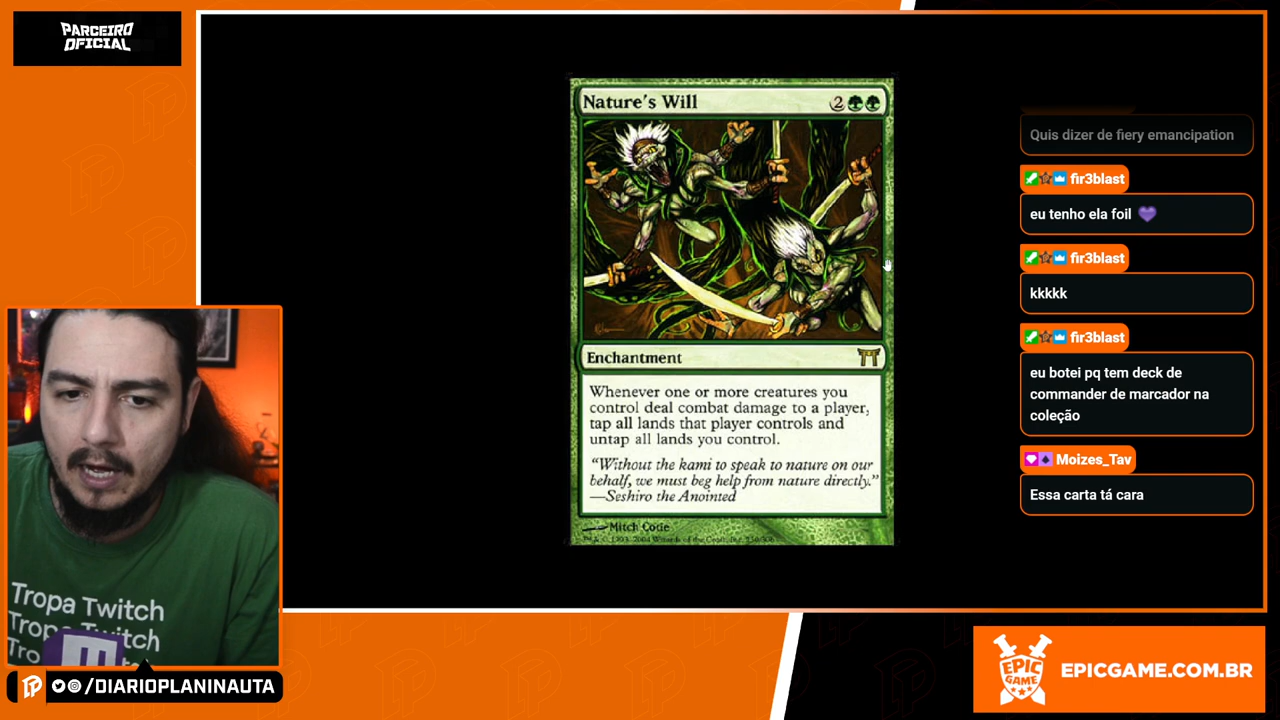 PARCEIRO
OFICIAL
Nature's Will
2
Enchantment
Whenever one or more creatures you
control deal combat damage to a player,
tap all lands that player controls and
untap all lands you control.
"Without the kami to speak to nature on our
behalf, we must beg help from nature directly."
—Seshiro the Anointed
Quis dizer de fiery emancipation
fir3blast
eu tenho ela foil
fir3blast
kkkkk
fir3blast
eu botei pq tem deck de
commander de marcador na
coleção
Moizes_Tav
Essa carta tá cara
Tropa Twitch
Tropa Twitch
Tro
/DIARIOPLANINAUTA
EPIC
GAME
EPICGAME.COM.BR